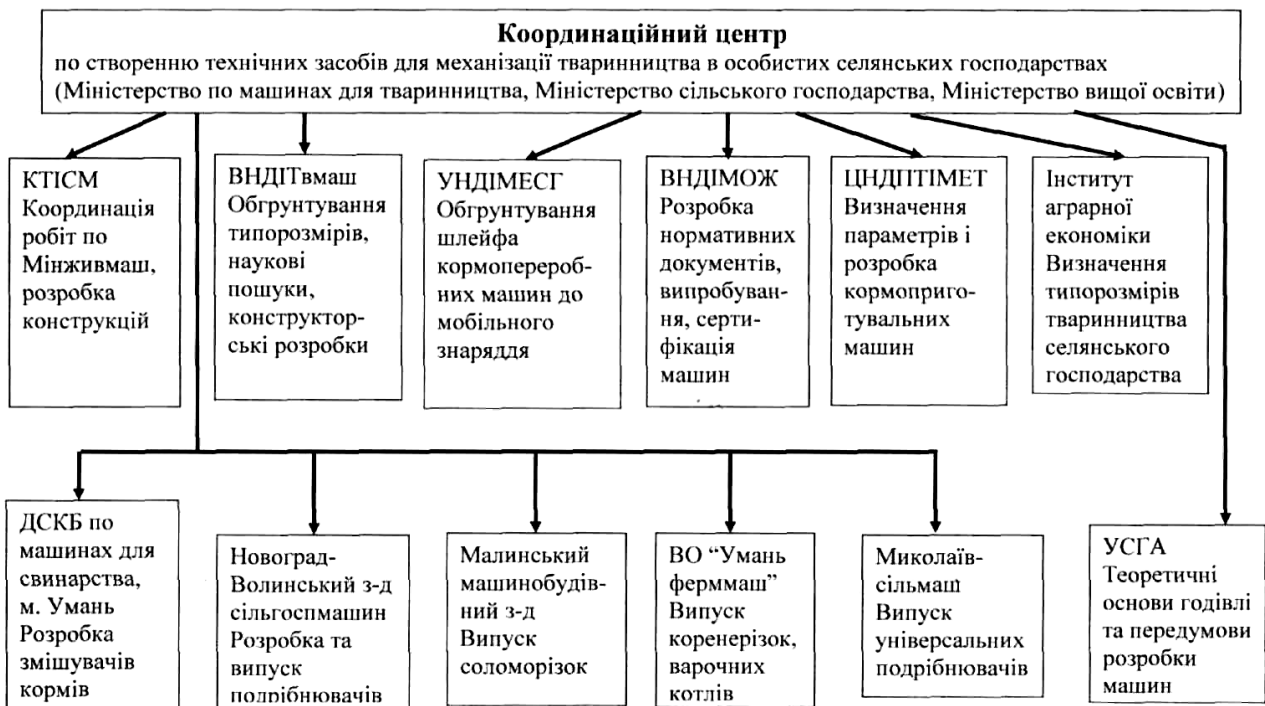 Координаційний центр
по створенню технічних засобів для механізації тваринництва в особистих селянських господарствах
(Міністерство по машинах для тваринництва, Міністерство сільського господарства, Міністерство вищої освіти)
КТІСМ
Координація
робіт по
Мінживмаш,
розробка
конструкцій
ВНДІТвмаш
Обгрунтування
типорозмірів,
наукові
пошуки,
конструктор-
ські розробки
УНДІМЕСГ
Обгрунтування
шлейфа
кормоперероб-
них машин до
мобільного
знаряддя
ВНДІМОЖ
Розробка
нормативних
документів,
випробуван-
ня, серти-
фікація
машин
ЦНДПТІМЕТ
Визначення
параметрів і
розробка
кормоприго-
тувальних
машин
Інститут
аграрної
економіки
Визначення
типорозмірів
тваринництва
селянського
господарства
ДСКБ по
машинах для
свинарства,
м. Умань
Розробка
змішувачів
кормів
Новоград-
Волинський з-д
сільгоспмашин
Розробка та
випуск
подрібнювачів
Малинський
машинобудів-
ний з-д
Випуск
соломорізок
ВО “Умань
ферммаш”
Випуск
коренерізок,
варочних
котлів
Миколаїв-
сільмаш
Випуск
універсальних
подрібнювачів
УСГА
Теоретичні
основи годівлі
та передумови
розробки
машин